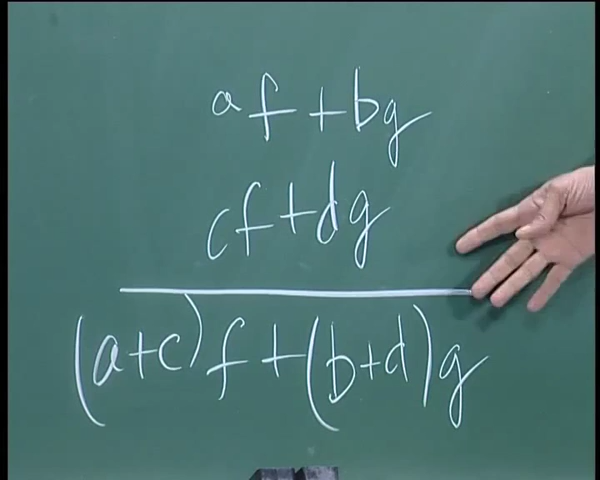 af + bg
cf + dg
(a+c)f + (b+d)g